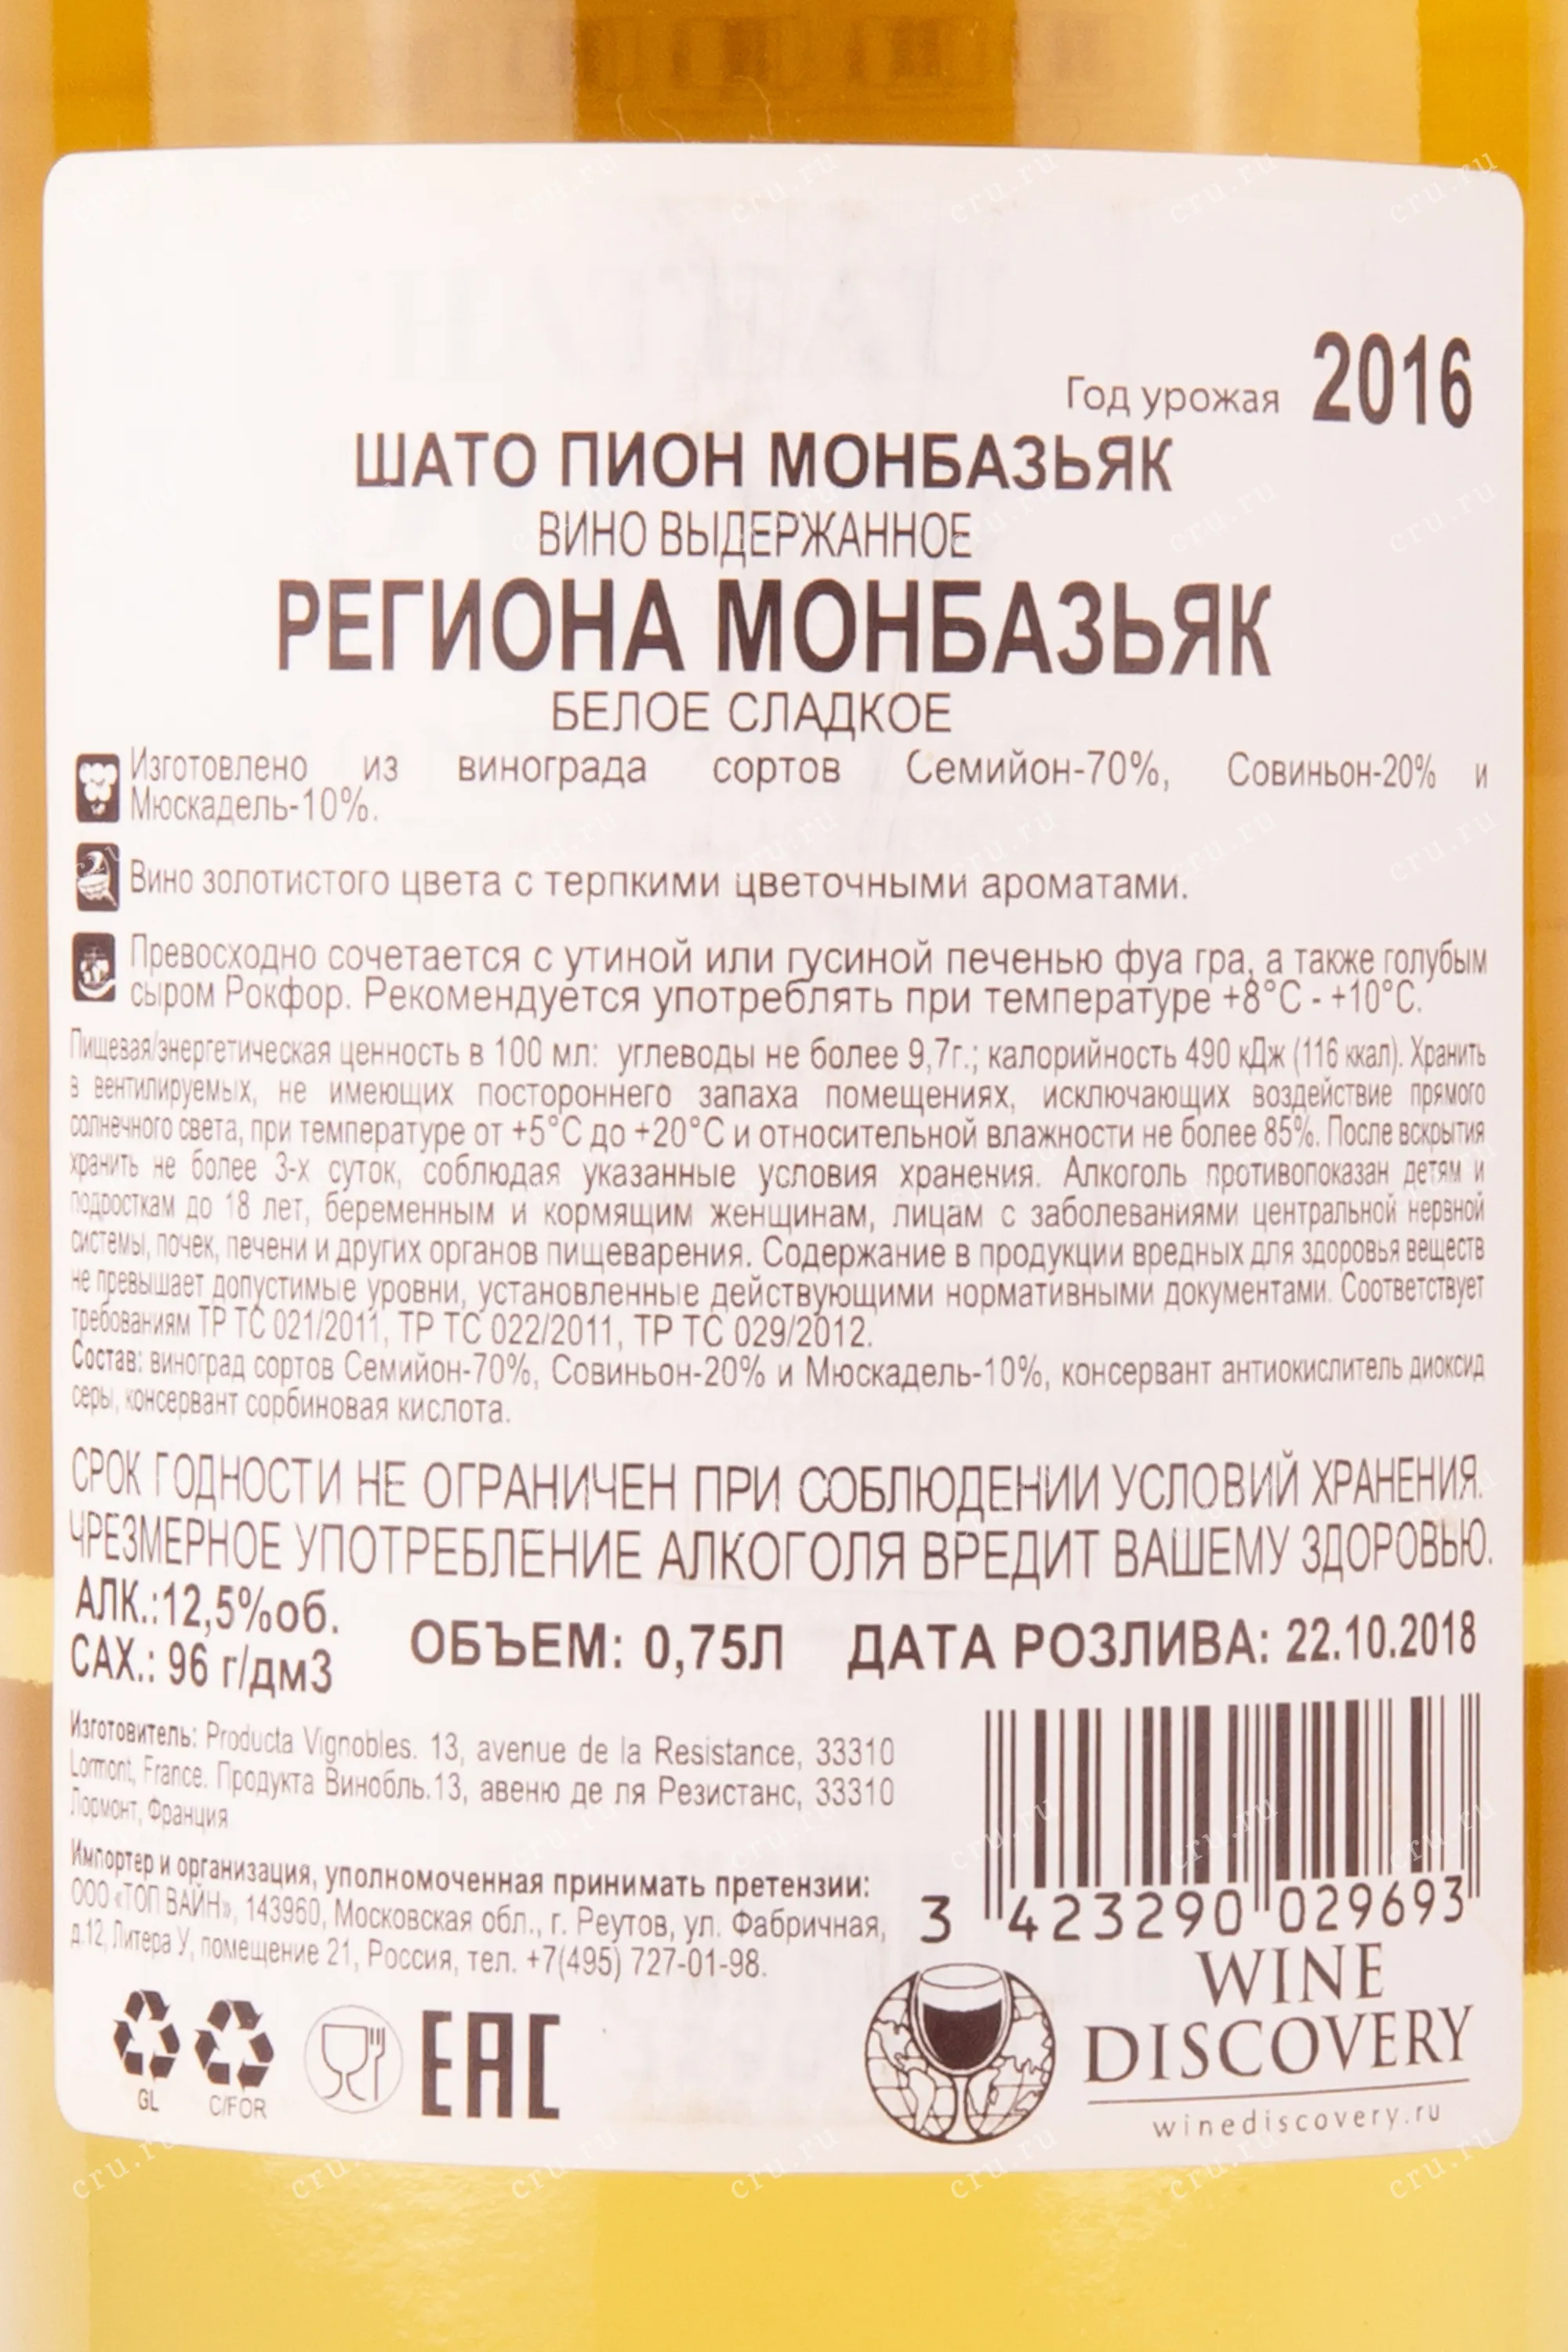 Год урожая 2016
ШАТО ПИОН МОНБАЗЬЯК
ВИНО ВЫДЕРЖАННОЕ
РЕГИОНА МОНБАЗЬЯК
БЕЛОЕ СЛАДКОЕ
Изготовлено из винограда сортов Семийон-70%, Совиньон-20% и
Мюскадель-10%.
Вино золотистого цвета с терпкими цветочными ароматами.
Превосходно сочетается с утиной или гусиной печенью фуа гра, а также голубым
сыром Рокфор. Рекомендуется употреблять при температуре +8°C - +10°C.
Пищевая/энергетическая ценность в 100 мл: углеводы не более 9,7г.; калорийность 490 кДж (116 ккал). Хранить
в вентилируемых, не имеющих постороннего запаха помещениях, исключающих воздействие прямого
солнечного света, при температуре от +5°C до +20°C и относительной влажности не более 85%. После вскрытия
хранить не более 3-х суток, соблюдая указанные условия хранения. Алкоголь противопоказан детям и
подросткам до 18 лет, беременным и кормящим женщинам, лицам с заболеваниями центральной нервной
системы, почек, печени и других органов пищеварения. Содержание в продукции вредных для здоровья веществ
не превышает допустимые уровни, установленные действующими нормативными документами. Соответствует
требованиям ТР ТС 021/2011, ТР ТС 022/2011, ТР ТС 029/2012.
Состав: виноград сортов Семийон-70%, Совиньон-20% и Мюскадель-10%, консервант антиокислитель диоксид
серы, консервант сорбиновая кислота.
СРОК ГОДНОСТИ НЕ ОГРАНИЧЕН ПРИ СОБЛЮДЕНИИ УСЛОВИЙ ХРАНЕНИЯ.
ЧРЕЗМЕРНОЕ УПОТРЕБЛЕНИЕ АЛКОГОЛЯ ВРЕДИТ ВАШЕМУ ЗДОРОВЬЮ.
АЛК.:12,5%об.
САХ.: 96 г/дм3
ОБЪЕМ: 0,75Л ДАТА РОЗЛИВА: 22.10.2018
Изготовитель: Producta Vignobles. 13, avenue de la Resistance, 33310
Lormont, France. Продукта Винобль.13, авеню де ля Резистанс, 33310
Лормонт, Франция
Импортер и организация, уполномоченная принимать претензии:
ООО «ТОП ВАЙН», 143960, Московская обл., г. Реутов, ул. Фабричная,
д.12, Литера У, помещение 21, Россия, тел. +7(495) 727-01-98.
3 423290 029693
GL
C/FOR
EAC
WINE
DISCOVERY
winediscovery.ru
cru.ru